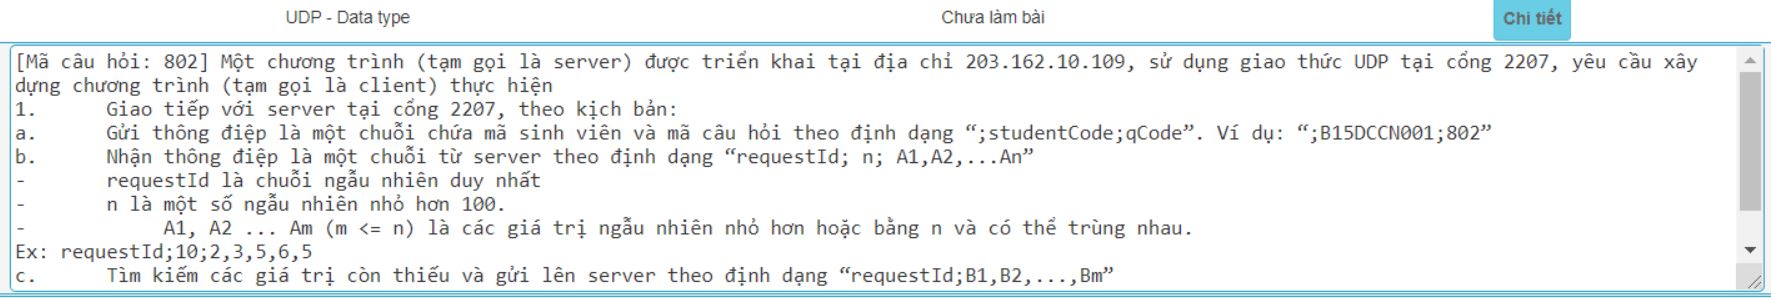 UDP - Data type Chưa làm bài Chi tiết
[Mã câu hỏi: 802] Một chương trình (tạm gọi là server) được triển khai tại địa chỉ 203.162.10.109, sử dụng giao thức UDP tại cổng 2207, yêu cầu xây
dựng chương trình (tạm gọi là client) thực hiện
1. Giao tiếp với server tại cổng 2207, theo kịch bản:
a. Gửi thông điệp là một chuỗi chứa mã sinh viên và mã câu hỏi theo định dạng “;studentCode;qCode”. Ví dụ: “;B15DCCN001;802”
b. Nhận thông điệp là một chuỗi từ server theo định dạng “requestId; n; A1,A2,...An”
- requestId là chuỗi ngẫu nhiên duy nhất
- n là một số ngẫu nhiên nhỏ hơn 100.
- A1, A2 ... Am (m <= n) là các giá trị ngẫu nhiên nhỏ hơn hoặc bằng n và có thể trùng nhau.
Ex: requestId;10;2,3,5,6,5
c. Tìm kiếm các giá trị còn thiếu và gửi lên server theo định dạng “requestId;B1,B2,...,Bm”